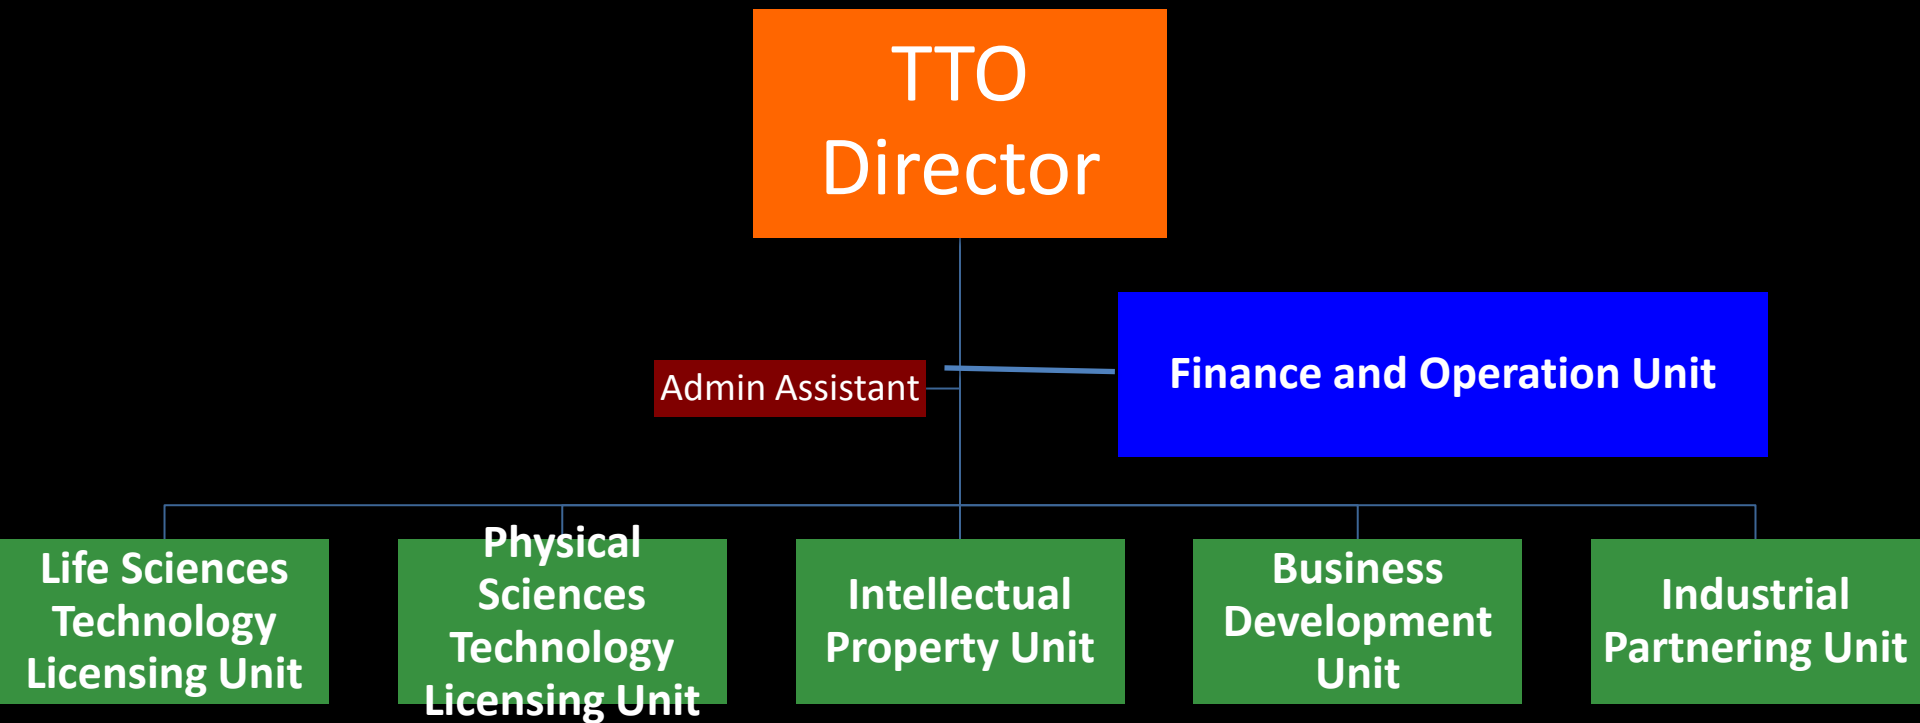 TTO
Director
Admin Assistant
Finance and Operation Unit
Life Sciences
Technology
Licensing Unit
Physical
Sciences
Technology
Licensing Unit
Intellectual
Property Unit
Business
Development
Unit
Industrial
Partnering Unit